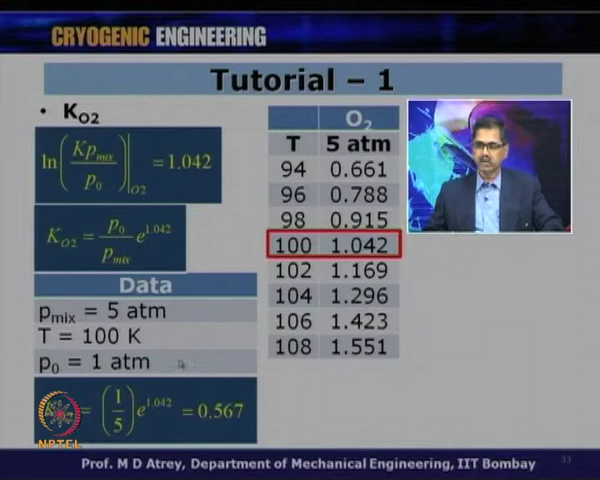 CRYOGENIC ENGINEERING
Tutorial – 1
• K_O2
ln(Kp_mix / p_0)|_O2 = 1.042
K_O2 = p_0 / p_mix e^1.042
Data
p_mix = 5 atm
T = 100 K
p_0 = 1 atm
= (1/5) e^1.042 = 0.567
O_2
T 5 atm
94 0.661
96 0.788
98 0.915
100 1.042
102 1.169
104 1.296
106 1.423
108 1.551
NPTEL
Prof. M D Atrey, Department of Mechanical Engineering, IIT Bombay
33